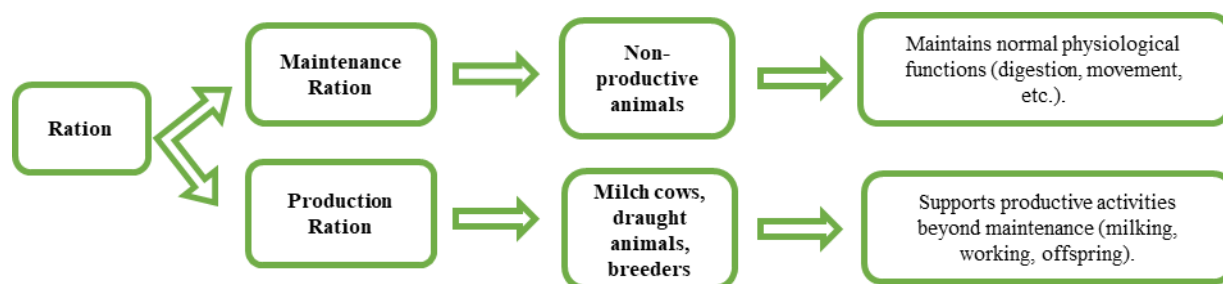 Ration
Maintenance
Ration
Non-
productive
animals
Maintains normal physiological
functions (digestion, movement,
etc.).
Production
Ration
Milch cows,
draught
animals,
breeders
Supports productive activities
beyond maintenance (milking,
working, offspring).